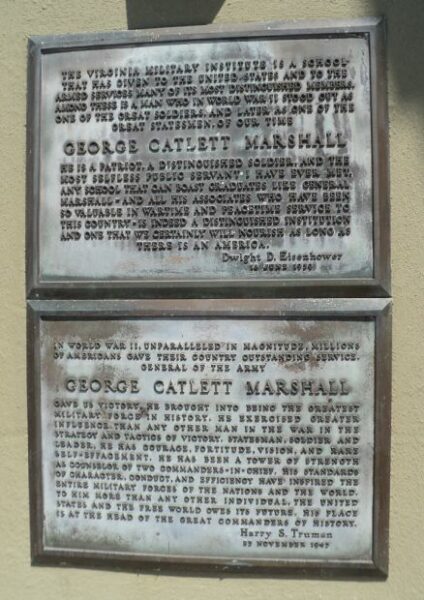 THE VIRGINIA MILITARY INSTITUTE IS A SCHOOL
THAT HAS GIVEN TO THE UNITED STATES AND TO THE
ARMED SERVICES MANY OF ITS MOST DISTINGUISHED MEMBERS.
AMONG THESE IS A MAN WHO IN WORLD WAR II STOOD OUT AS
ONE OF THE GREAT SOLDIERS, AND LATER AS ONE OF THE
GREAT STATESMEN, OF OUR TIME
GEORGE CATLETT MARSHALL
HE IS A PATRIOT, A DISTINGUISHED SOLDIER, AND THE
MOST SELFLESS PUBLIC SERVANT I HAVE EVER MET.
ANY SCHOOL THAT CAN BOAST GRADUATES LIKE GENERAL
MARSHALL - AND ALL HIS ASSOCIATES WHO HAVE BEEN
SO VALUABLE IN WARTIME AND PEACETIME SERVICE TO
THIS COUNTRY - IS INDEED A DISTINGUISHED INSTITUTION
AND ONE THAT WE CERTAINLY WILL NOURISH AS LONG AS
THERE IS AN AMERICA.
Dwight D. Eisenhower
JUNE
IN WORLD WAR II, UNPARALLELED IN MAGNITUDE, MILLIONS
OF AMERICANS GAVE THEIR COUNTRY OUTSTANDING SERVICE.
GENERAL OF THE ARMY
GEORGE CATLETT MARSHALL
GAVE US VICTORY. HE BROUGHT INTO BEING THE GREATEST
MILITARY FORCE IN HISTORY. HE EXERCISED GREATER
INFLUENCE THAN ANY OTHER MAN IN THE WAR IN THE
STRATEGY AND TACTICS OF VICTORY. STATESMAN, SOLDIER AND
LEADER, HE HAS COURAGE, FORTITUDE, VISION, AND RARE
SELF-EFFACEMENT. HE HAS BEEN A TOWER OF STRENGTH
AS COUNSELOR OF TWO COMMANDERS-IN-CHIEF. HIS STANDARDS
OF CHARACTER, CONDUCT, AND EFFICIENCY HAVE INSPIRED THE
ENTIRE MILITARY FORCES OF THE NATIONS AND THE WORLD.
TO HIM MORE THAN ANY OTHER INDIVIDUAL, THE UNITED
STATES AND THE FREE WORLD OWES ITS FUTURE. HIS PLACE
IS AT THE HEAD OF THE GREAT COMMANDERS OF HISTORY.
Harry S. Truman
NOVEMBER